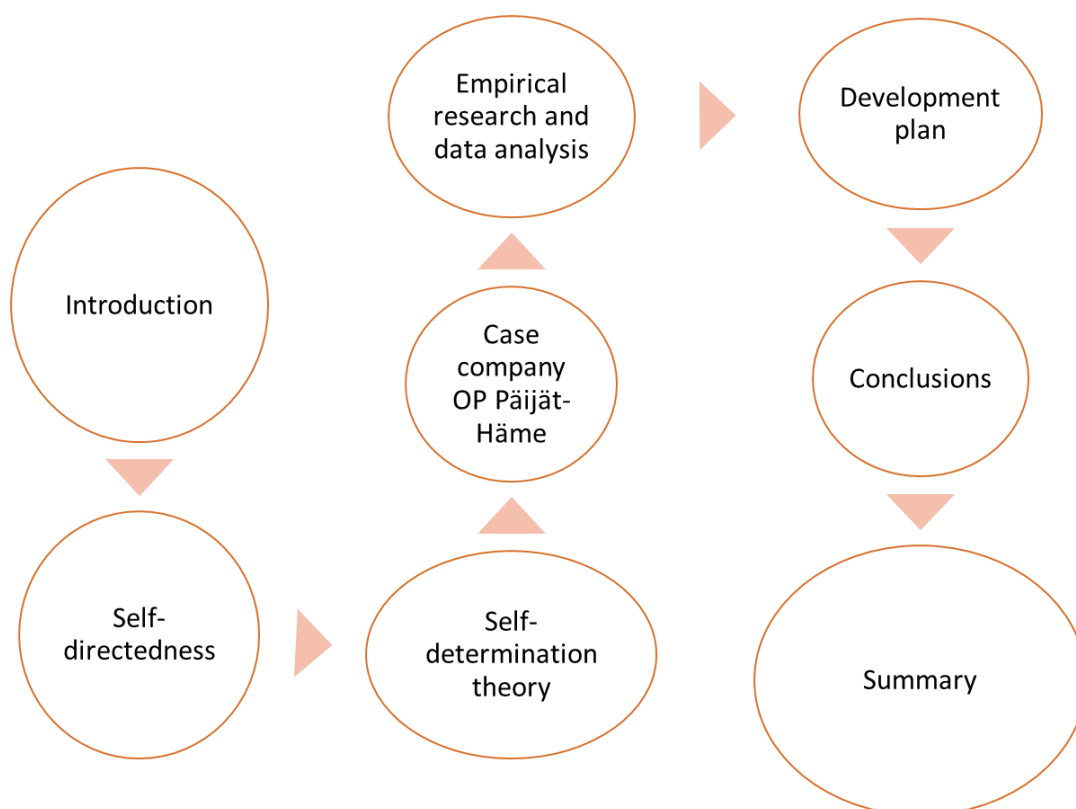 Introduction
Self-
directedness
Self-
determination
theory
Case
company
OP Päijät-
Häme
Empirical
research and
data analysis
Development
plan
Conclusions
Summary